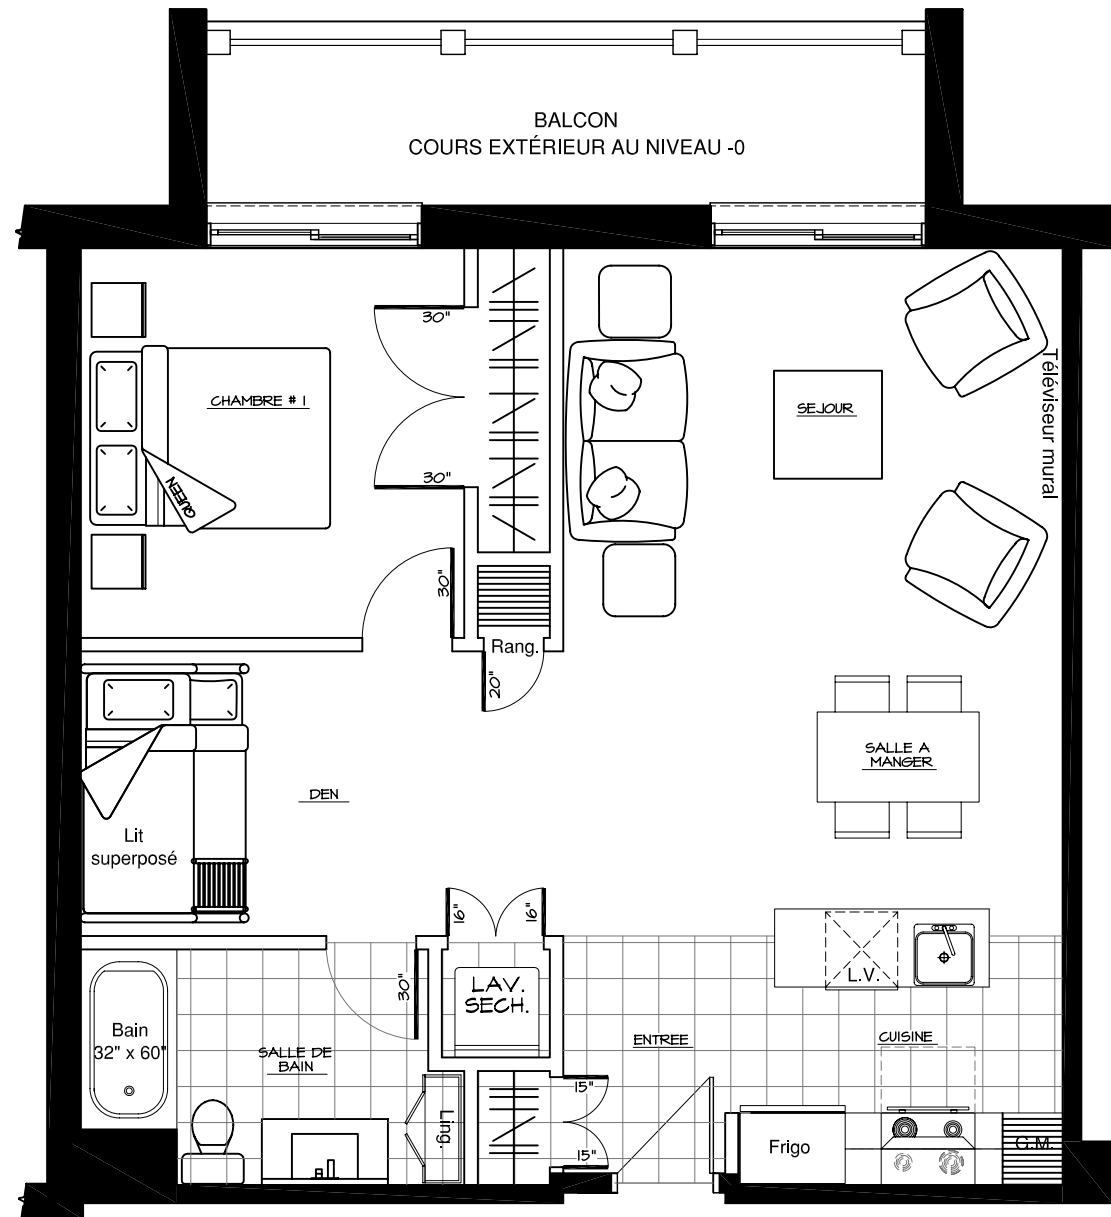 BALCON
COURS EXTÉRIEUR AU NIVEAU -0
30"
CHAMBRE # 1
SEJOUR
Téléviseur mural
30"
QUEEN
30"
Rang.
20"
SALLE A
MANGER
DEN
Lit
superposé
16"
16"
L.V.
30"
LAV.
SECH.
Bain
32" x 60"
SALLE DE
BAIN
ENTREE
CUISINE
15"
Ling.
15"
Frigo
G.M.